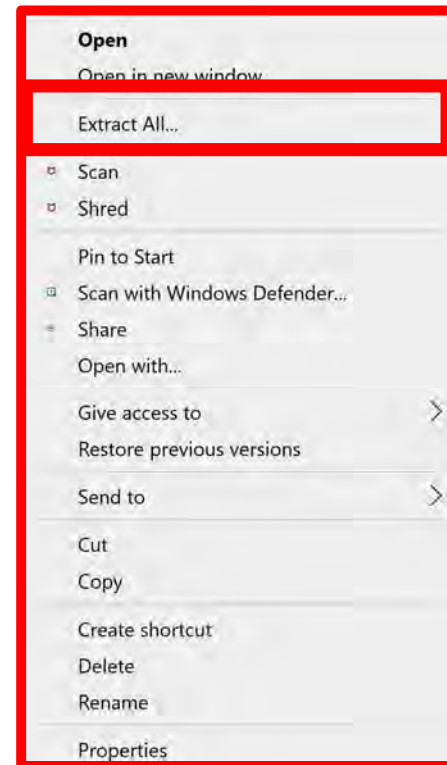 Open
Open in new window
Extract All...
Scan
Shred
Pin to Start
Scan with Windows Defender...
Share
Open with...
Give access to
Restore previous versions
Send to
Cut
Copy
Create shortcut
Delete
Rename
Properties